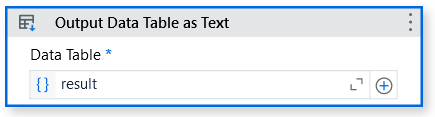 Output Data Table as Text
Data Table *
{ } result